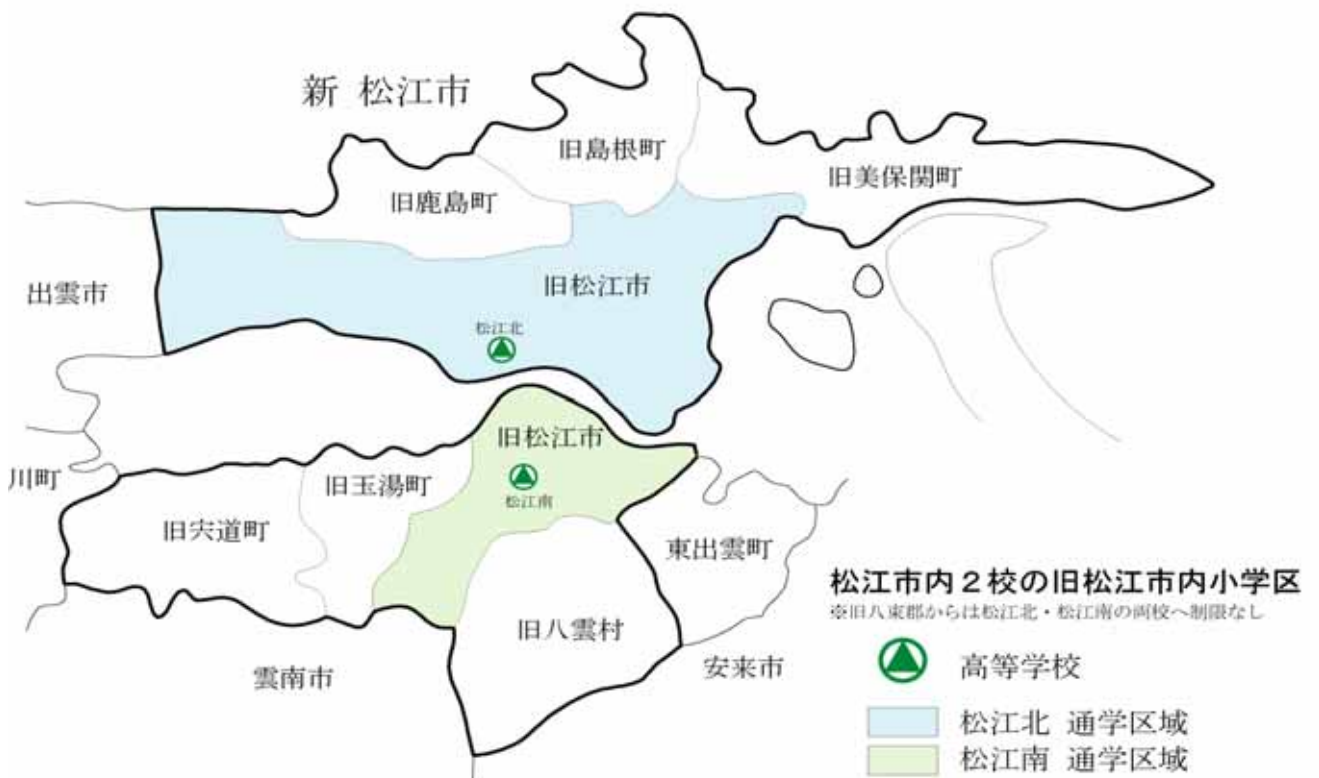 新 松江市
旧島根町
旧美保関町
旧鹿島町
旧松江市
出雲市
松江北
旧松江市
川町
旧玉湯町
松江南
旧宍道町
東出雲町
旧八雲村
雲南市
安来市
松江市内2校の旧松江市内小学区
※旧八束郡からは松江北・松江南の両校へ制限なし
高等学校
松江北 通学区域
松江南 通学区域